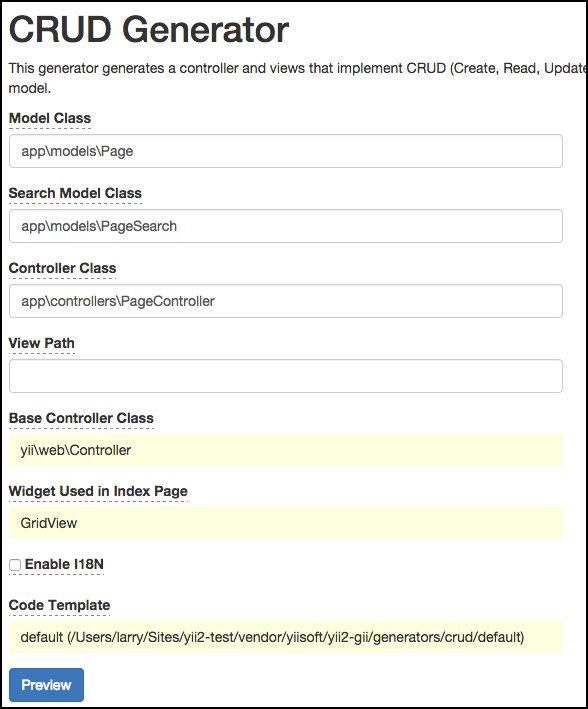 CRUD Generator
This generator generates a controller and views that implement CRUD (Create, Read, Update
model.
Model Class
app\models\Page
Search Model Class
app\models\PageSearch
Controller Class
app\controllers\PageController
View Path
Base Controller Class
yii\web\Controller
Widget Used in Index Page
GridView
Enable I18N
Code Template
default (/Users/larry/Sites/yii2-test/vendor/yiisoft/yii2-gii/generators/crud/default)
Preview